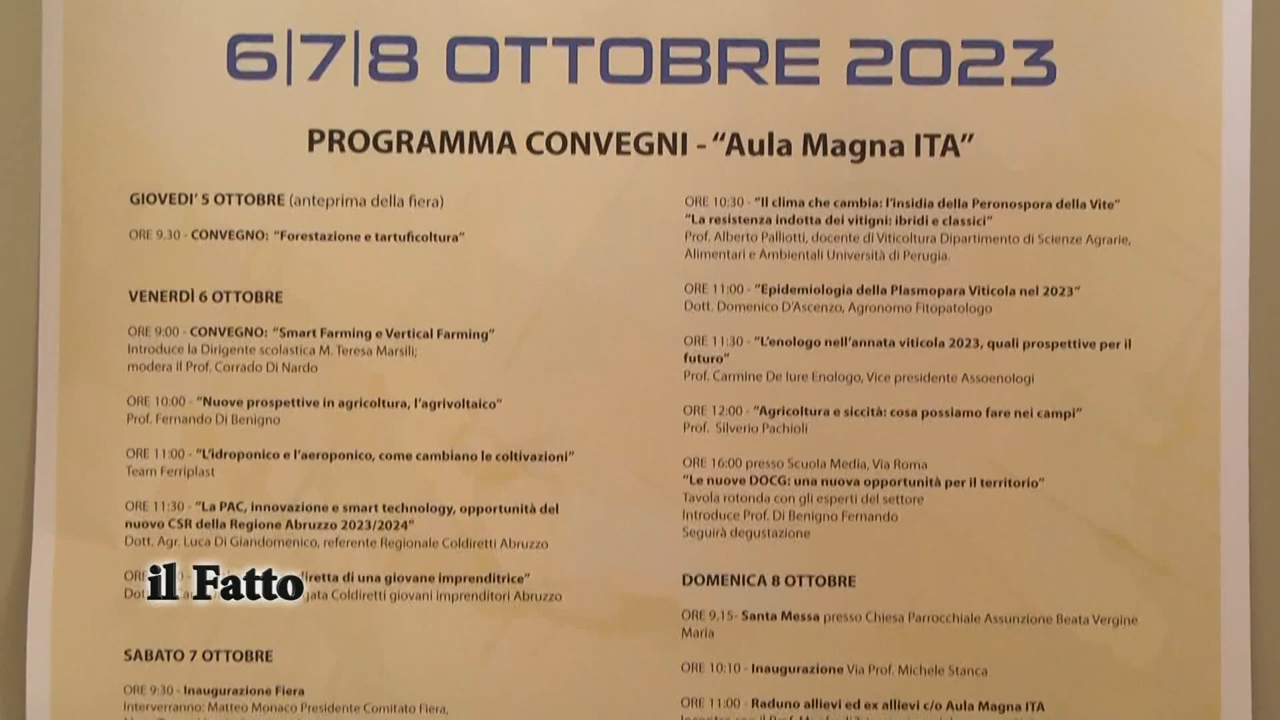 6|7|8 OTTOBRE 2023
PROGRAMMA CONVEGNI - “Aula Magna ITA”
GIOVEDI’ 5 OTTOBRE (anteprima della fiera)
ORE 9.30 - CONVEGNO: “Forestazione e tartuficoltura”
VENERDÌ 6 OTTOBRE
ORE 9:00 - CONVEGNO: “Smart Farming e Vertical Farming”
Introduce la Dirigente scolastica M. Teresa Marsili;
modera il Prof. Corrado Di Nardo
ORE 10:00 - “Nuove prospettive in agricoltura, l’agrivoltaico”
Prof. Fernando Di Benigno
ORE 11:00 - “L’idroponico e l’aeroponico, come cambiano le coltivazioni”
Team Ferriplast
ORE 11:30 - “La PAC, innovazione e smart technology, opportunità del
nuovo CSR della Regione Abruzzo 2023/2024”
Dott. Agr. Luca Di Giandomenico, referente Regionale Coldiretti Abruzzo
di una giovane imprenditrice”
Coldiretti giovani imprenditori Abruzzo
il Fatto
SABATO 7 OTTOBRE
ORE 9:30 - Inaugurazione Fiera
Interverranno: Matteo Monaco Presidente Comitato Fiera,
ORE 10:30 - “Il clima che cambia: l’insidia della Peronospora della Vite”
“La resistenza indotta dei vitigni: ibridi e classici”
Prof. Alberto Palliotti, docente di Viticoltura Dipartimento di Scienze Agrarie,
Alimentari e Ambientali Università di Perugia.
ORE 11:00 - “Epidemiologia della Plasmopara Viticola nel 2023”
Dott. Domenico D’Ascenzo, Agronomo Fitopatologo
ORE 11:30 - “L’enologo nell’annata viticola 2023, quali prospettive per il
futuro”
Prof. Carmine De Iure Enologo, Vice presidente Assoenologi
ORE 12:00 - “Agricoltura e siccità: cosa possiamo fare nei campi”
Prof. Silverio Pachioli
ORE 16:00 presso Scuola Media, Via Roma
“Le nuove DOCG: una nuova opportunità per il territorio”
Tavola rotonda con gli esperti del settore
Introduce Prof. Di Benigno Fernando
Seguirà degustazione
DOMENICA 8 OTTOBRE
ORE 9,15- Santa Messa presso Chiesa Parrocchiale Assunzione Beata Vergine
Maria
ORE 10:10 - Inaugurazione Via Prof. Michele Stanca
ORE 11:00 - Raduno allievi ed ex allievi c/o Aula Magna ITA